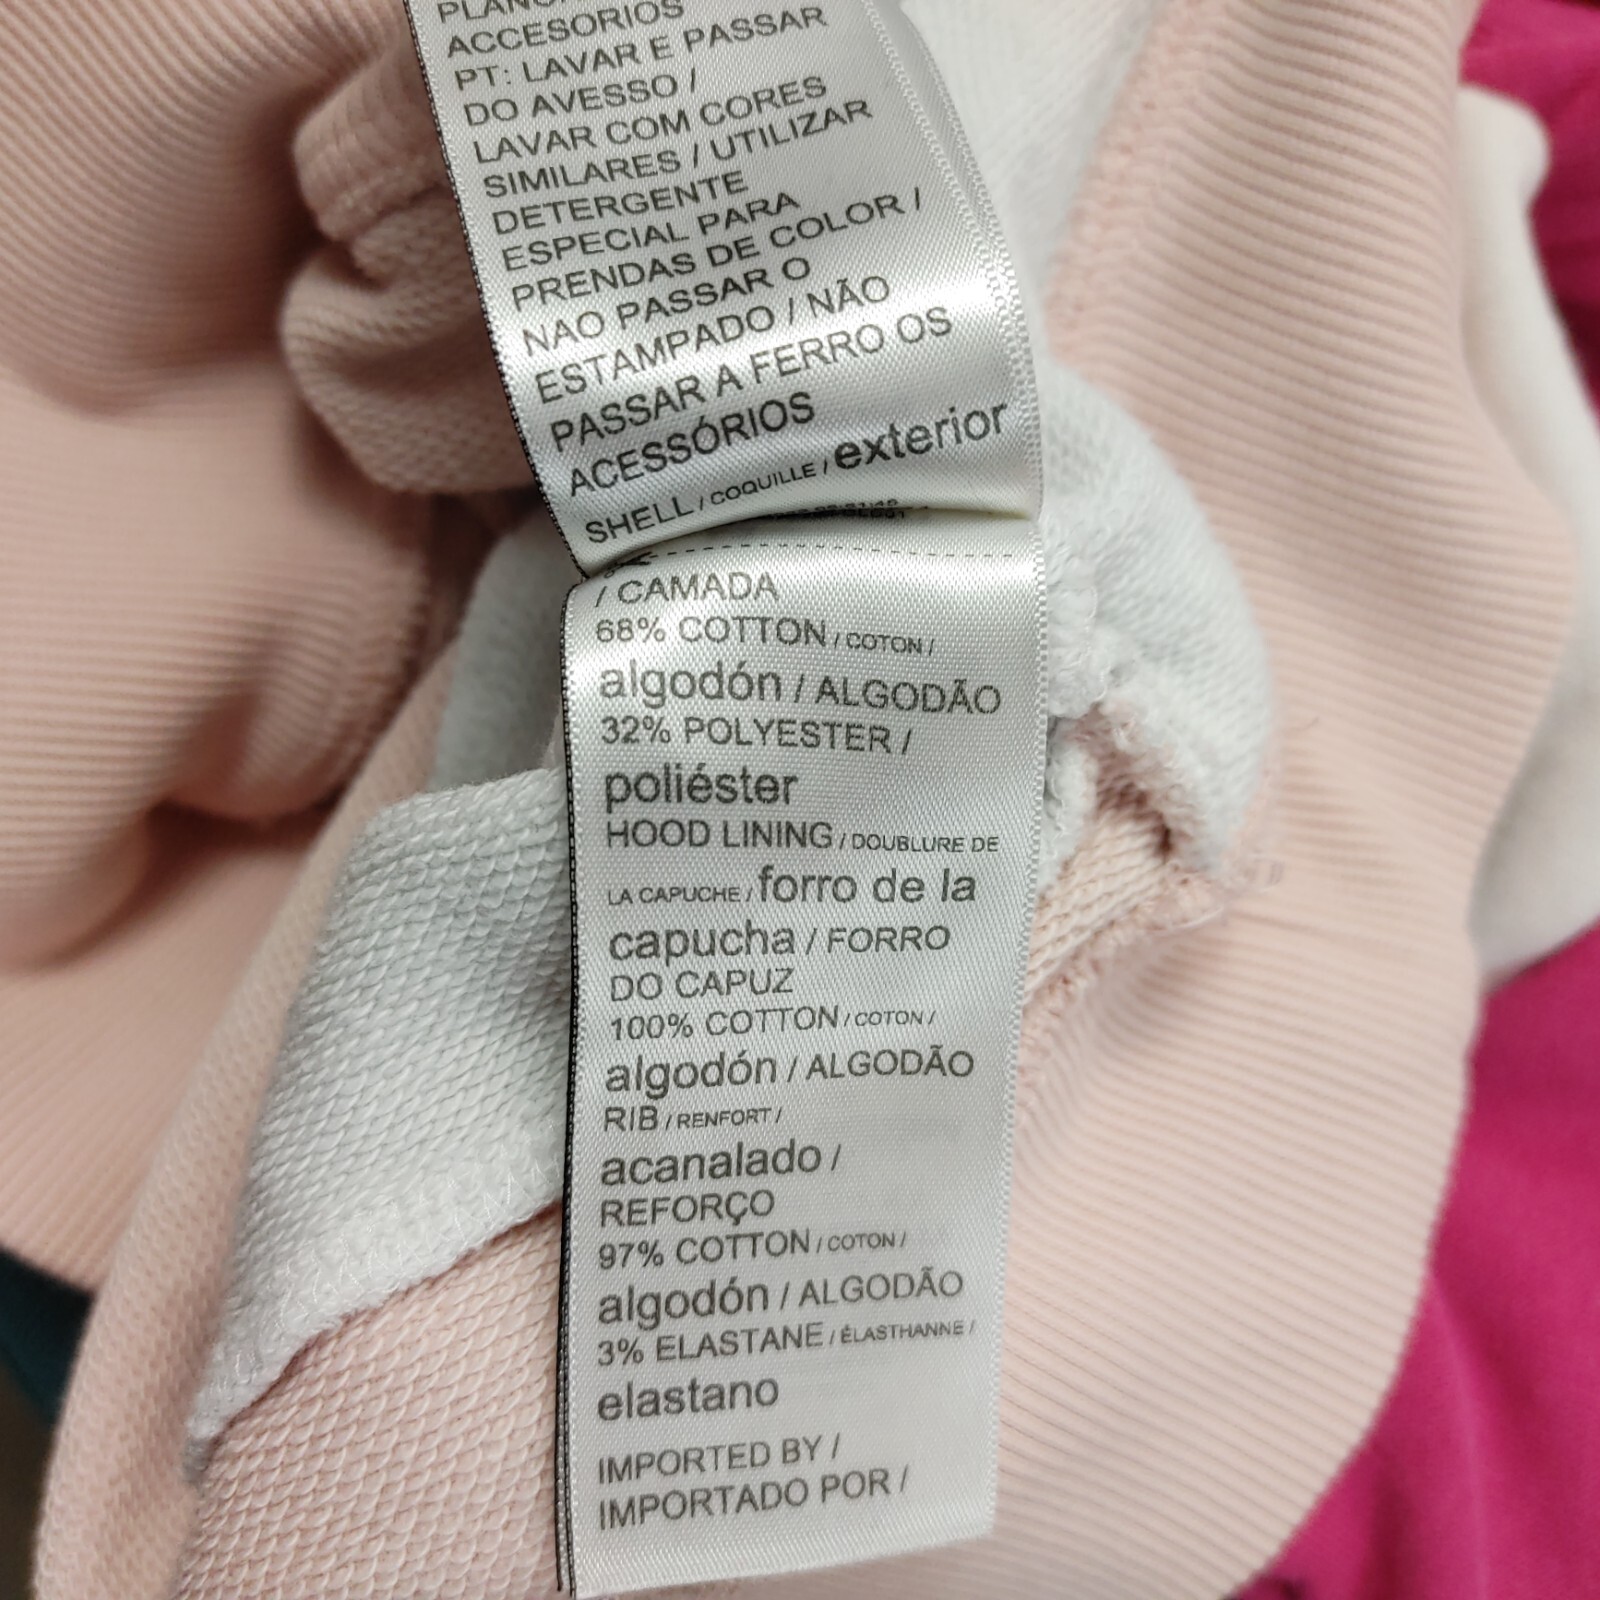 ACCESORIOS
PT: LAVAR E PASSAR
DO AVESSO /
LAVAR COM CORES
SIMILARES / UTILIZAR
DETERGENTE
ESPECIAL PARA
PRENDAS DE COLOR /
NAO PASSAR O
ESTAMPADO / NÃO
PASSAR A FERRO OS
ACESSÓRIOS
SHELL / COQUILLE / exterior
/ CAMADA
68% COTTON / COTON /
algodón / ALGODÃO
32% POLYESTER /
poliéster
HOOD LINING / DOUBLURE DE
LA CAPUCHE / forro de la
capucha / FORRO
DO CAPUZ
100% COTTON / COTON /
algodón / ALGODÃO
RIB / RENFORT /
acanalado /
REFORÇO
97% COTTON / COTON /
algodón / ALGODÃO
3% ELASTANE / ÉLASTHANNE /
elastano
IMPORTED BY /
IMPORTADO POR /